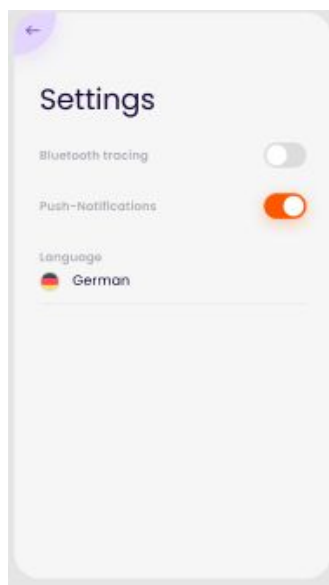 Settings
Bluetooth tracing
Push-Notifications
Language
German